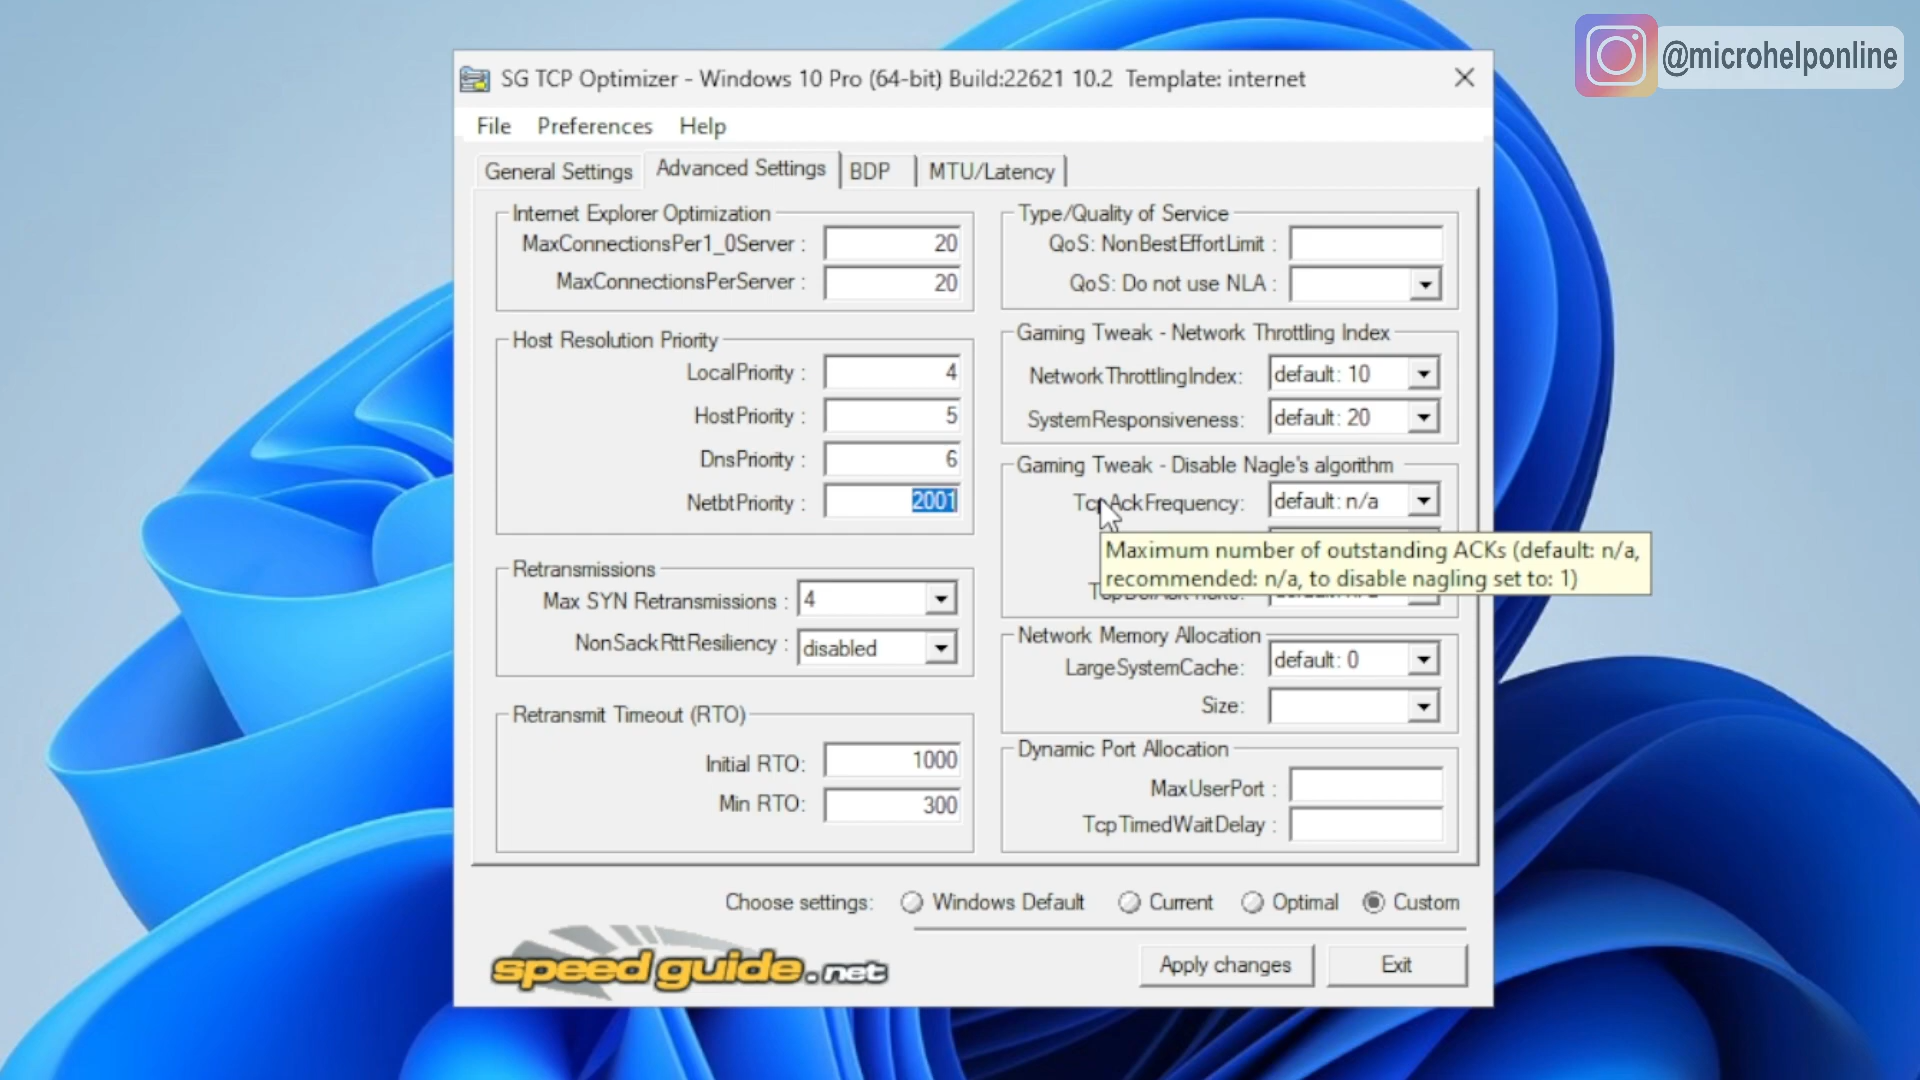 @microhelponline
SG TCP Optimizer - Windows 10 Pro (64-bit) Build:22621 10.2 Template: internet
File Preferences Help
General Settings Advanced Settings BDP MTU/Latency
Internet Explorer Optimization
MaxConnectionsPer1_0Server : 20
MaxConnectionsPerServer : 20
Host Resolution Priority
LocalPriority : 4
HostPriority : 5
DnsPriority : 6
NetbtPriority : 2001
Retransmissions
Max SYN Retransmissions : 4
NonSackRttResiliency : disabled
Retransmit Timeout (RTO)
Initial RTO: 1000
Min RTO: 300
Type/Quality of Service
QoS: NonBestEffortLimit :
QoS: Do not use NLA :
Gaming Tweak - Network Throttling Index
NetworkThrottlingIndex: default: 10
SystemResponsiveness: default: 20
Gaming Tweak - Disable Nagle's algorithm
TcpAckFrequency: default: n/a
Maximum number of outstanding ACKs (default: n/a,
recommended: n/a, to disable nagling set to: 1)
Network Memory Allocation
LargeSystemCache: default: 0
Size:
Dynamic Port Allocation
MaxUserPort :
TcpTimedWaitDelay :
Choose settings: Windows Default Current Optimal Custom
speedguide.net
Apply changes Exit